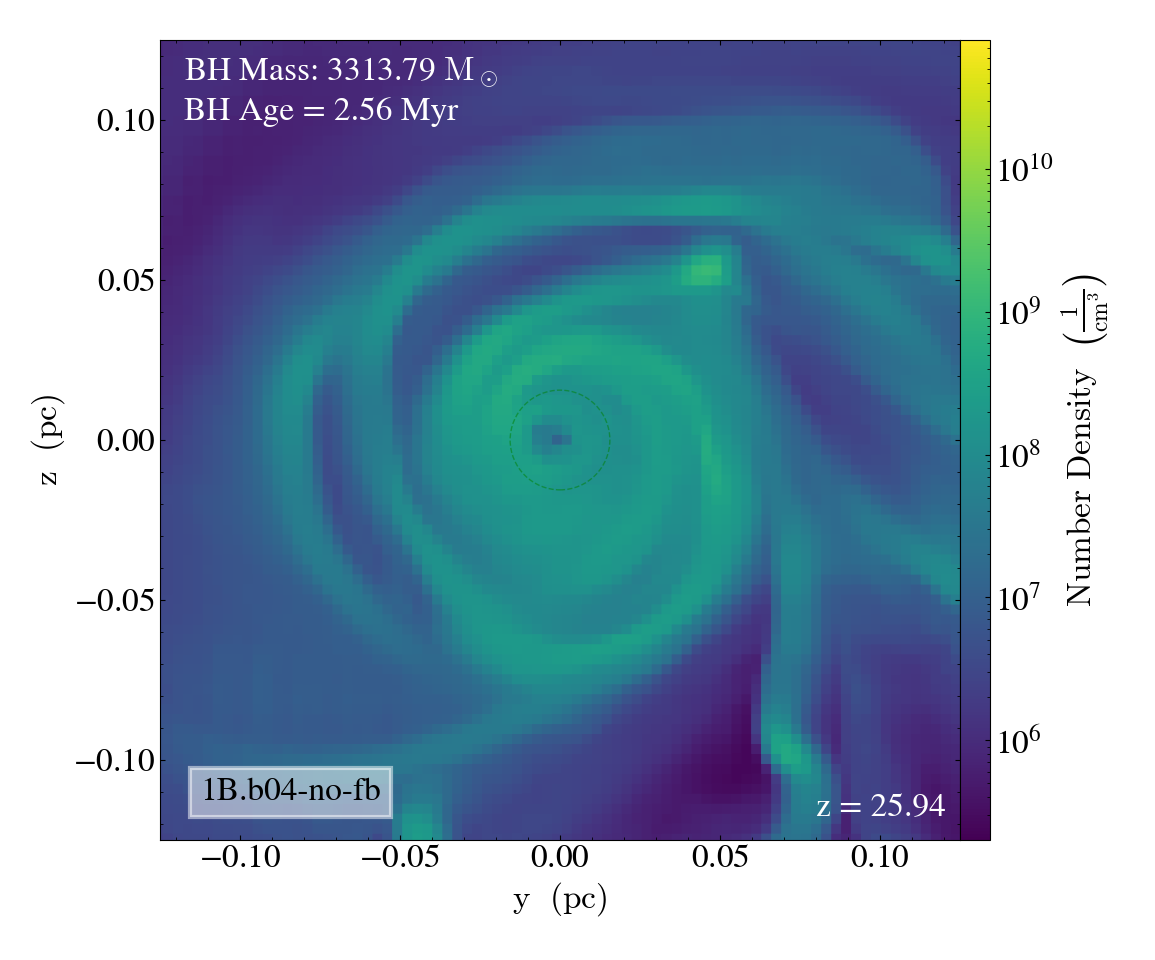 BH Mass: 3313.79 M☉
BH Age = 2.56 Myr
0.10
0.05
0.00
−0.05
−0.10
z (pc)
1B.b04-no-fb
z = 25.94
−0.10
−0.05
0.00
0.05
0.10
y (pc)
10¹⁰
10⁹
10⁸
10⁷
10⁶
Number Density (1/cm³)